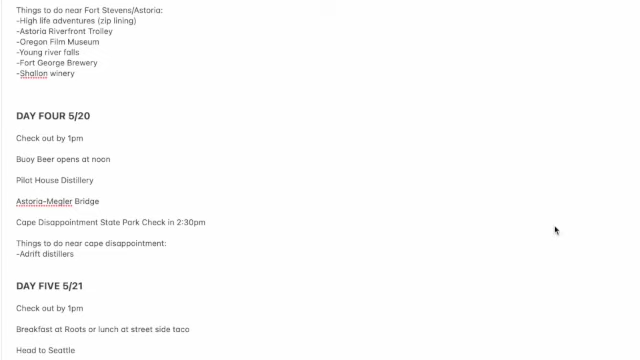 Things to do near Fort Stevens/Astoria:
-High life adventures (zip lining)
-Astoria Riverfront Trolley
-Oregon Film Museum
-Young river falls
-Fort George Brewery
-Shallon winery
DAY FOUR 5/20
Check out by 1pm
Buoy Beer opens at noon
Pilot House Distillery
Astoria-Megler Bridge
Cape Disappointment State Park Check in 2:30pm
Things to do near cape disappointment:
-Adrift distillers
DAY FIVE 5/21
Check out by 1pm
Breakfast at Roots or lunch at street side taco
Head to Seattle